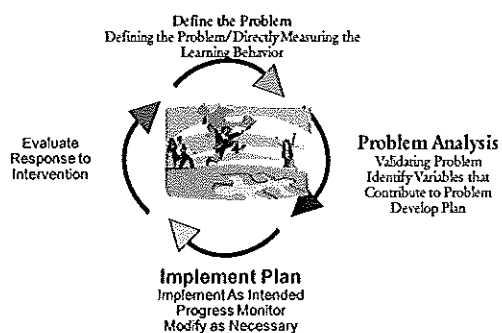 Define the Problem
Defining the Problem/Directly Measuring the
Learning Behavior
Problem Analysis
Validating Problem
Identify Variables that
Contribute to Problem
Develop Plan
Implement Plan
Implement As Intended
Progress Monitor
Modify as Necessary
Evaluate
Response to
Intervention